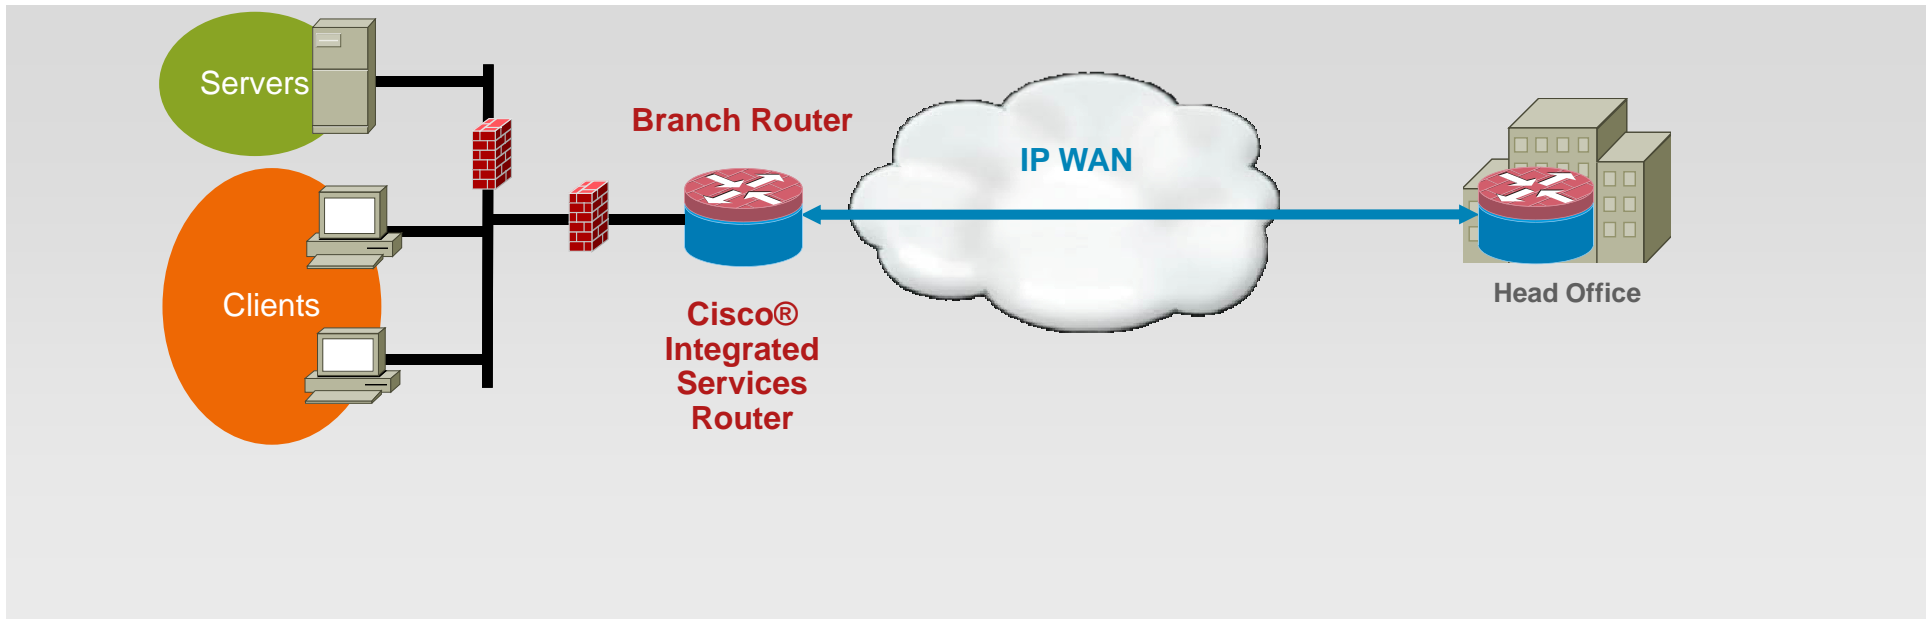 Servers
Branch Router
IP WAN
Clients
Cisco®
Integrated
Services
Router
Head Office